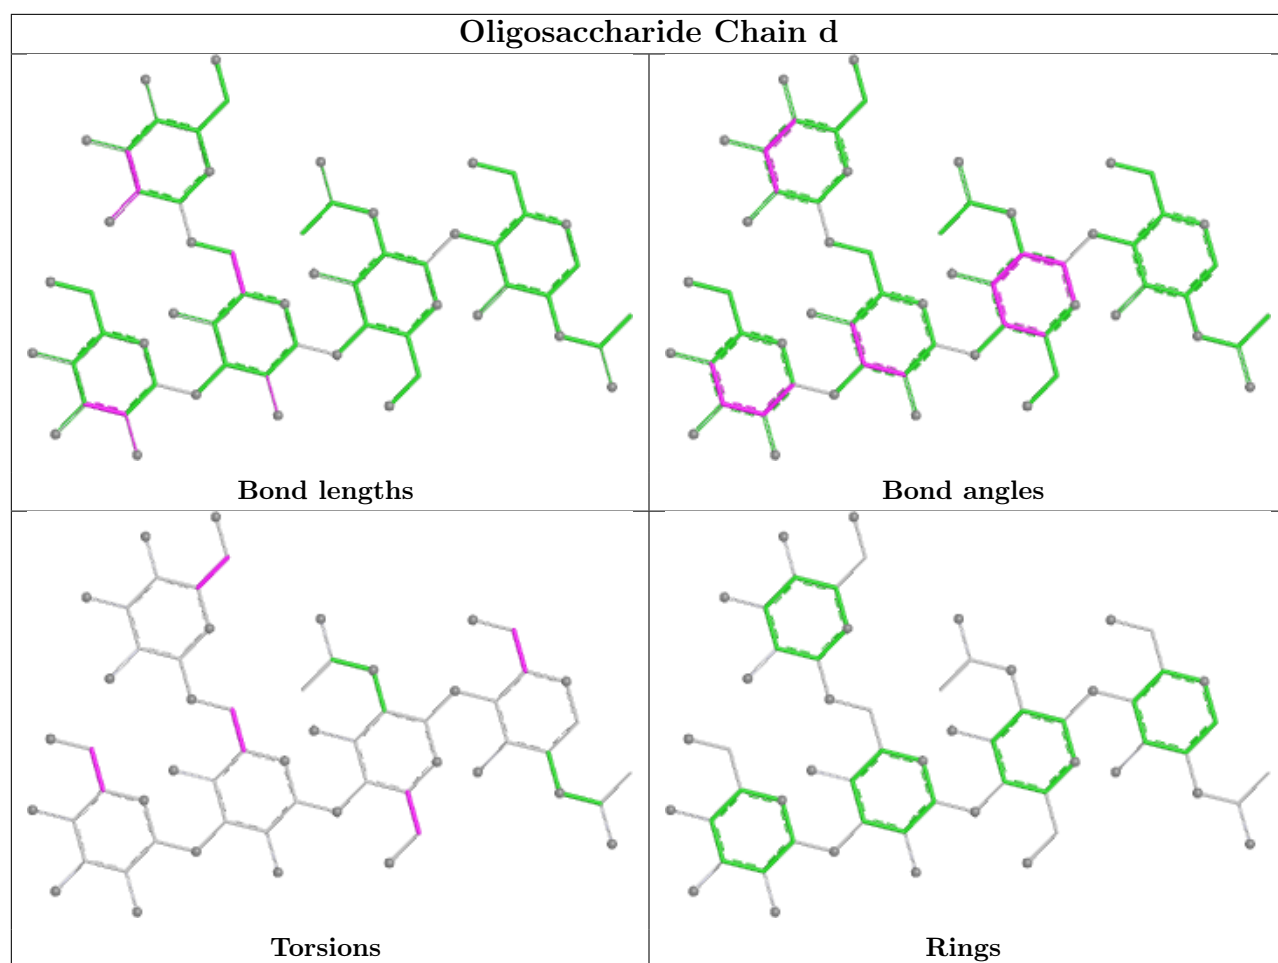 Oligosaccharide Chain d
Bond lengths
Bond angles
Torsions
Rings